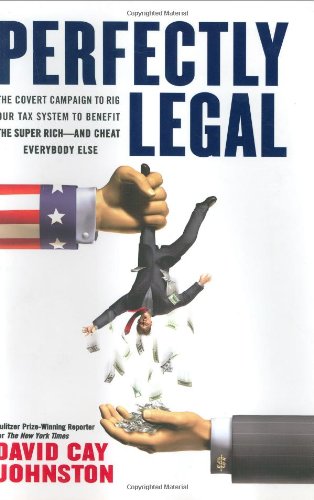 PERFECTLY
LEGAL
THE COVERT CAMPAIGN TO RIG
OUR TAX SYSTEM TO BENEFIT
THE SUPER RICH—AND CHEAT
EVERYBODY ELSE
Pulitzer Prize-Winning Reporter
for The New York Times
DAVID CAY
JOHNSTON